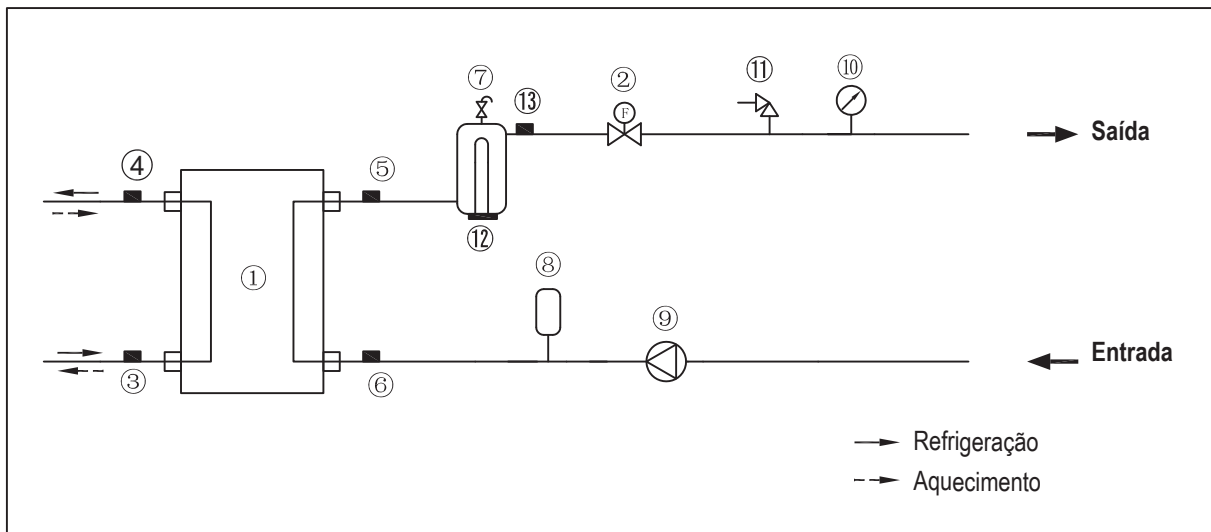 ⑦
⑬
②
⑪
⑩
F
Saída
④
⑤
⑫
①
⑧
⑨
Entrada
③
⑥
Refrigeração
Aquecimento